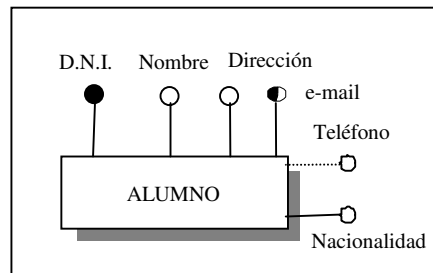 D.N.I. Nombre Dirección
e-mail
Teléfono
ALUMNO
Nacionalidad